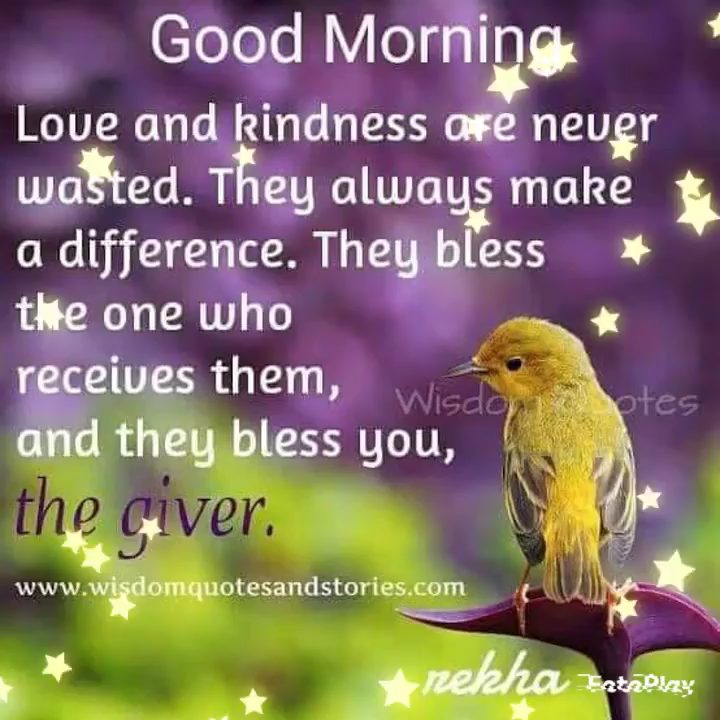 Good Morning
Love and kindness are never
wasted. They always make
a difference. They bless
the one who
receives them,
Wisdom Quotes
and they bless you,
the giver.
www.wisdomquotesandstories.com
rekha